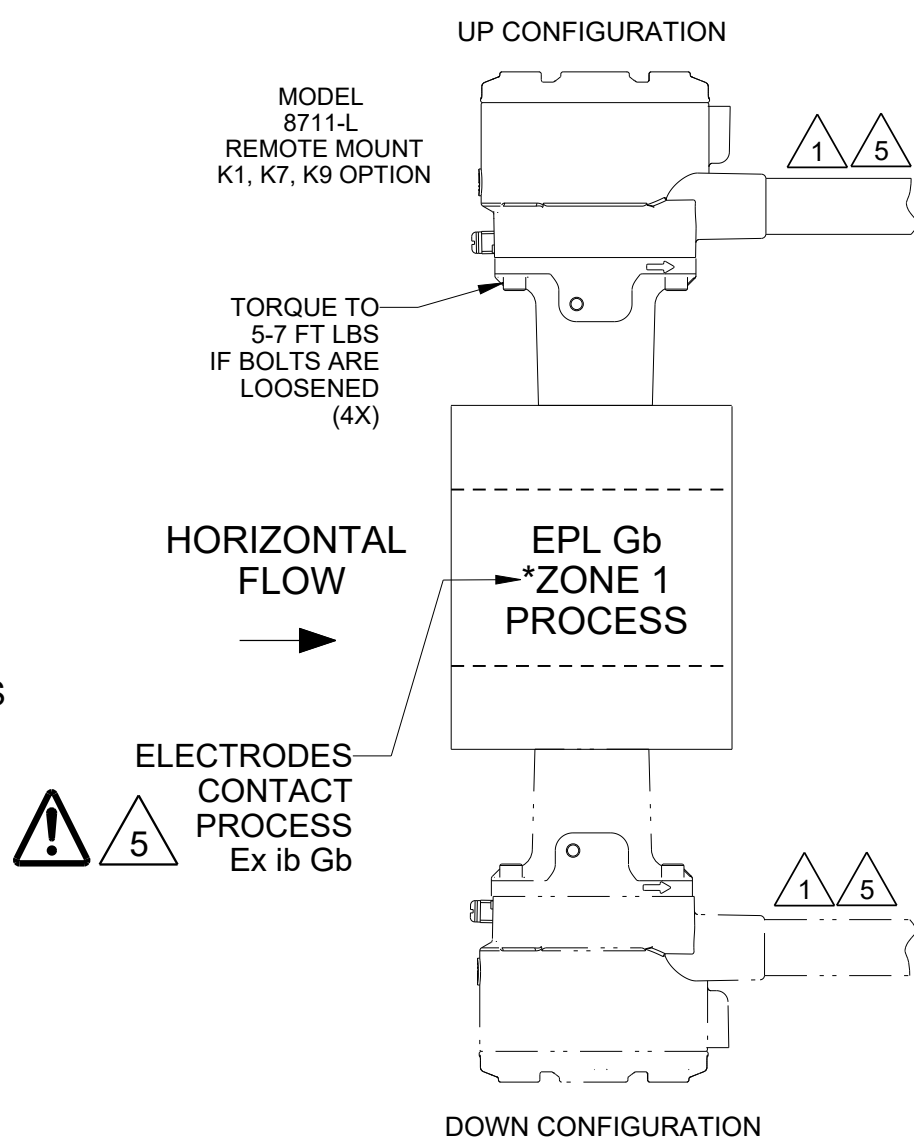 UP CONFIGURATION
MODEL
8711-L
REMOTE MOUNT
K1, K7, K9 OPTION
1
5
TORQUE TO
5-7 FT LBS
IF BOLTS ARE
LOOSENED
(4X)
HORIZONTAL
FLOW
EPL Gb
*ZONE 1
PROCESS
S
ELECTRODES
CONTACT
PROCESS
Ex ib Gb
5
1
5
DOWN CONFIGURATION